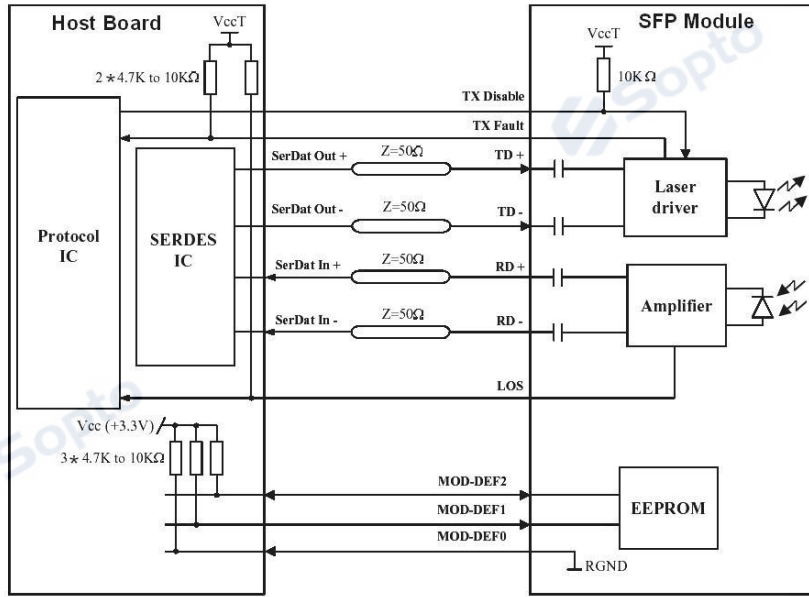 Host Board
SFP Module
VccT
VccT
2*4.7K to 10KΩ
10KΩ
TX Disable
TX Fault
SerDat Out +
Z=50Ω
TD +
SerDat Out -
Z=50Ω
TD -
SerDat In +
Z=50Ω
RD +
SerDat In -
Z=50Ω
RD -
Protocol
IC
SERDES
IC
Laser
driver
Amplifier
LOS
Vcc (+3.3V)
3*4.7K to 10KΩ
MOD-DEF2
MOD-DEF1
MOD-DEF0
EEPROM
RGND
Sopto
Sopto